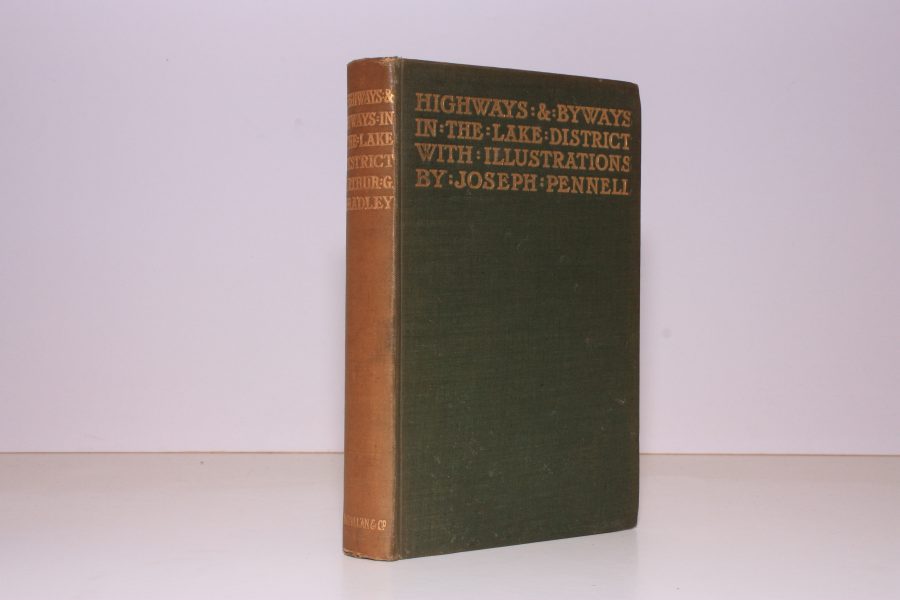 HIGHWAYS : & : BYWAYS
IN : THE : LAKE : DISTRICT
WITH : ILLUSTRATIONS
BY : JOSEPH : PENNELL
HIGHWAYS : &
BYWAYS : IN
THE : LAKE
DISTRICT
ARTHUR : G.
BRADLEY
MACMILLAN & Co.